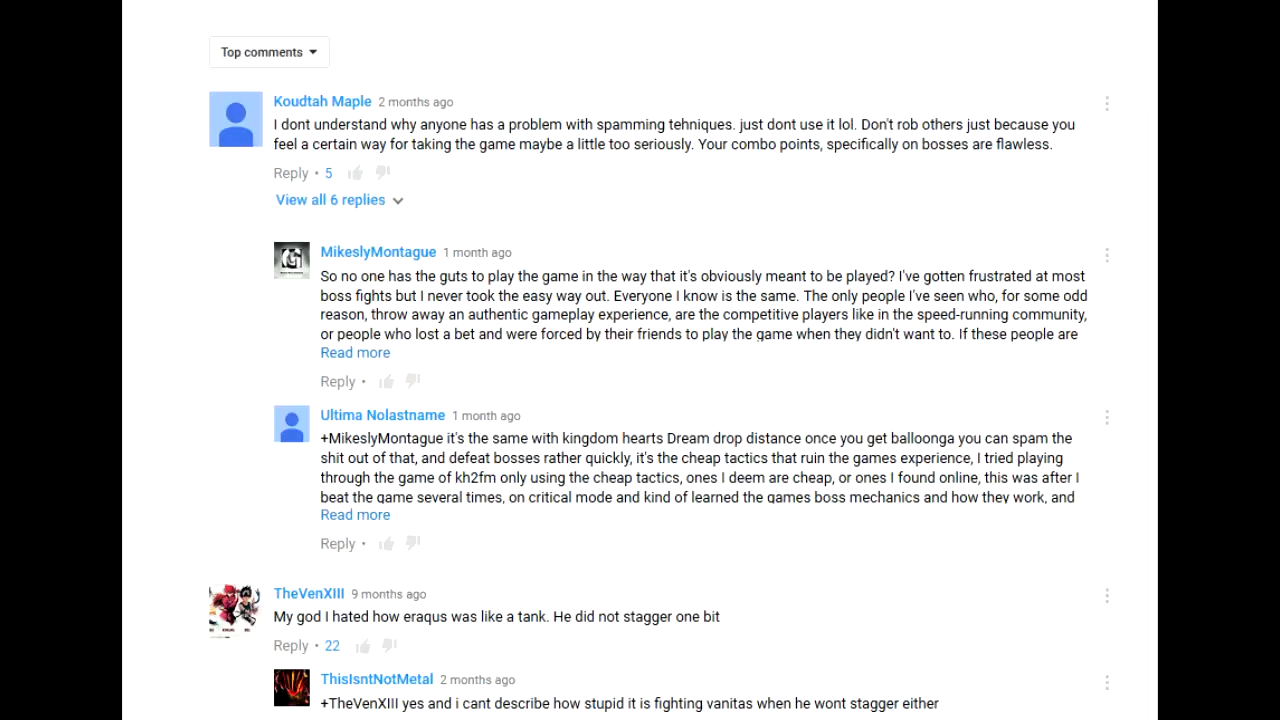 Top comments
Koudtah Maple 2 months ago
I dont understand why anyone has a problem with spamming tehniques. just dont use it lol. Don't rob others just because you
feel a certain way for taking the game maybe a little too seriously. Your combo points, specifically on bosses are flawless.
Reply • 5
View all 6 replies
MikeslyMontague 1 month ago
So no one has the guts to play the game in the way that it's obviously meant to be played? I've gotten frustrated at most
boss fights but I never took the easy way out. Everyone I know is the same. The only people I've seen who, for some odd
reason, throw away an authentic gameplay experience, are the competitive players like in the speed-running community,
or people who lost a bet and were forced by their friends to play the game when they didn't want to. If these people are
Read more
Reply •
Ultima Nolastname 1 month ago
+MikeslyMontague it's the same with kingdom hearts Dream drop distance once you get balloonga you can spam the
shit out of that, and defeat bosses rather quickly, it's the cheap tactics that ruin the games experience, I tried playing
through the game of kh2fm only using the cheap tactics, ones I deem are cheap, or ones I found online, this was after I
beat the game several times, on critical mode and kind of learned the games boss mechanics and how they work, and
Read more
Reply •
TheVenXIII 9 months ago
My god I hated how eraqus was like a tank. He did not stagger one bit
Reply • 22
ThisIsntNotMetal 2 months ago
+TheVenXIII yes and i cant describe how stupid it is fighting vanitas when he wont stagger either